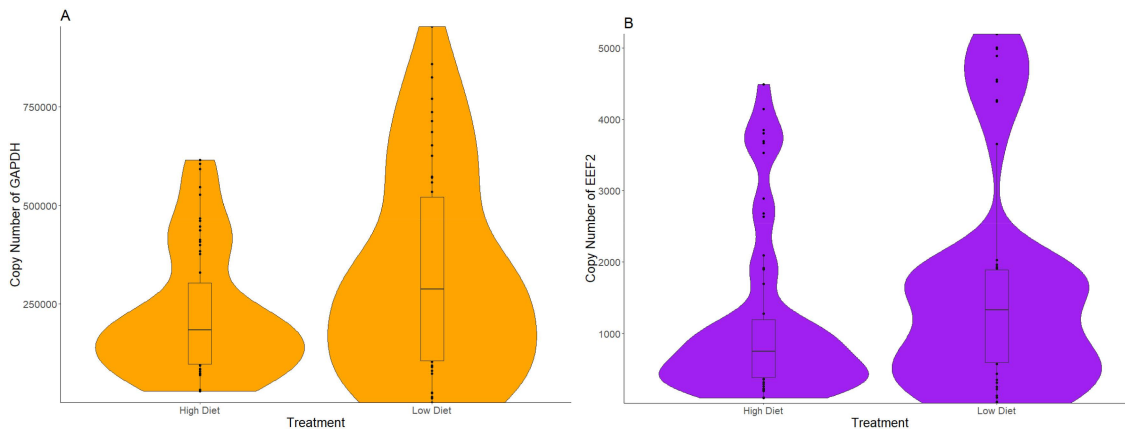 A
Copy Number of GAPDH
750000
500000
250000
High Diet
Low Diet
Treatment
B
Copy Number of EEF2
5000
4000
3000
2000
1000
High Diet
Low Diet
Treatment